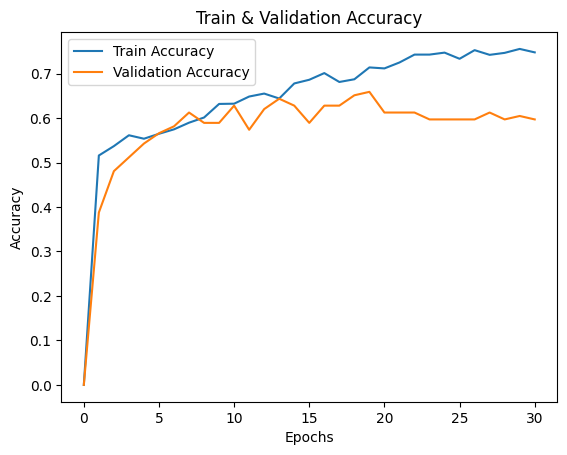 Train & Validation Accuracy
Train Accuracy
Validation Accuracy
0.7
0.6
0.5
0.4
0.3
0.2
0.1
0.0
Accuracy
0 5 10 15 20 25 30
Epochs